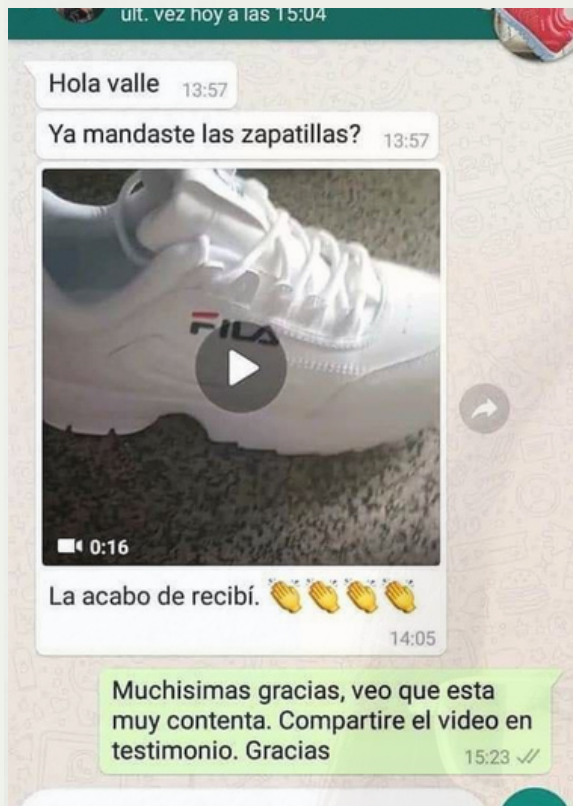 ult. vez hoy a las 15:04
Hola valle 13:57
Ya mandaste las zapatillas? 13:57
FILA
0:16
La acabo de recibí. 👏👏👏👏
14:05
Muchisimas gracias, veo que esta
muy contenta. Compartire el video en
testimonio. Gracias 15:23